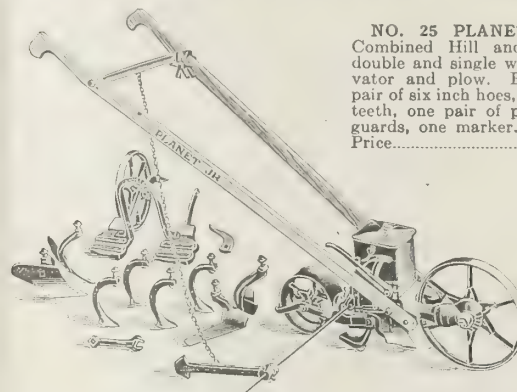 NO. 25 PLANET
Combined Hill and
double and single w
vator and plow.
pair of six inch hoes,
teeth, one pair of p
guards, one marker.
Price
PLANET JR